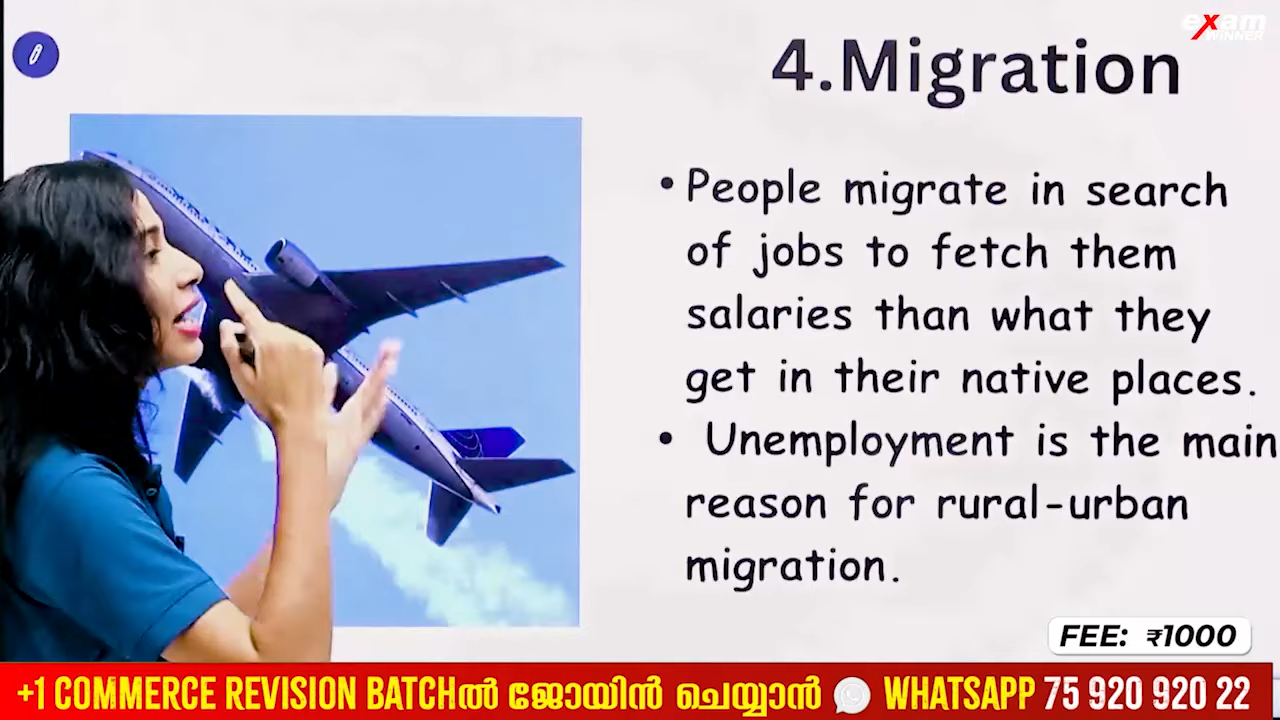 exam
WINNER
4.Migration
• People migrate in search
of jobs to fetch them
salaries than what they
get in their native places.
• Unemployment is the main
reason for rural-urban
migration.
FEE: ₹1000
+1 COMMERCE REVISION BATCHൽ ജോയിൻ ചെയ്യാൻ WHATSAPP 75 920 920 22